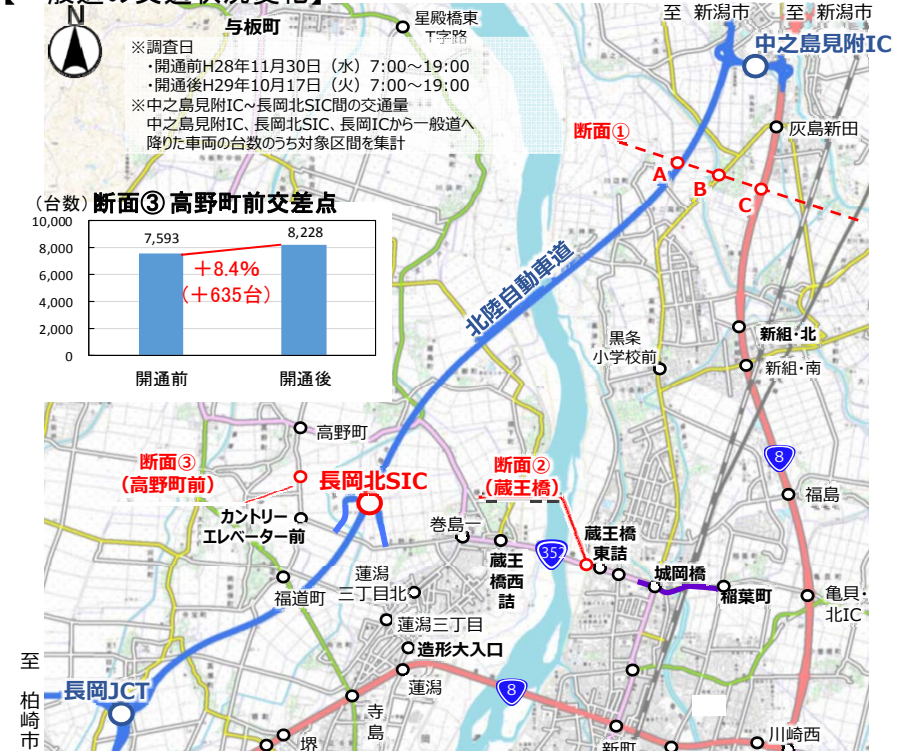 【一般道の交通状況変化】
N
与板町
星殿橋東
T字路
至 新潟市
至 新潟市
中之島見附IC
※調査日
・開通前H28年11月30日（水）7:00～19:00
・開通後H29年10月17日（火）7:00～19:00
※中之島見附IC~長岡北SIC間の交通量
中之島見附IC、長岡北SIC、長岡ICから一般道へ
降りた車両の台数のうち対象区間を集計
断面①
灰島新田
A
B
C
（台数）
断面③ 高野町前交差点
10,000
8,000
6,000
4,000
2,000
0
7,593
8,228
＋8.4%
（＋635台）
開通前
開通後
北陸自動車道
黒条
小学校前
新組・北
新組・南
高野町
断面③
（高野町前）
長岡北SIC
断面②
（蔵王橋）
8
福島
カントリー
エレベーター前
巻島一
蔵王
橋西
詰
352
蔵王橋
東詰
城岡橋
稲葉町
亀貝・
北IC
福道町
蓮潟
三丁目北
蓮潟三丁目
造形大入口
蓮潟
8
至
柏
崎
市
長岡JCT
寺
島
堺
新町
川崎西